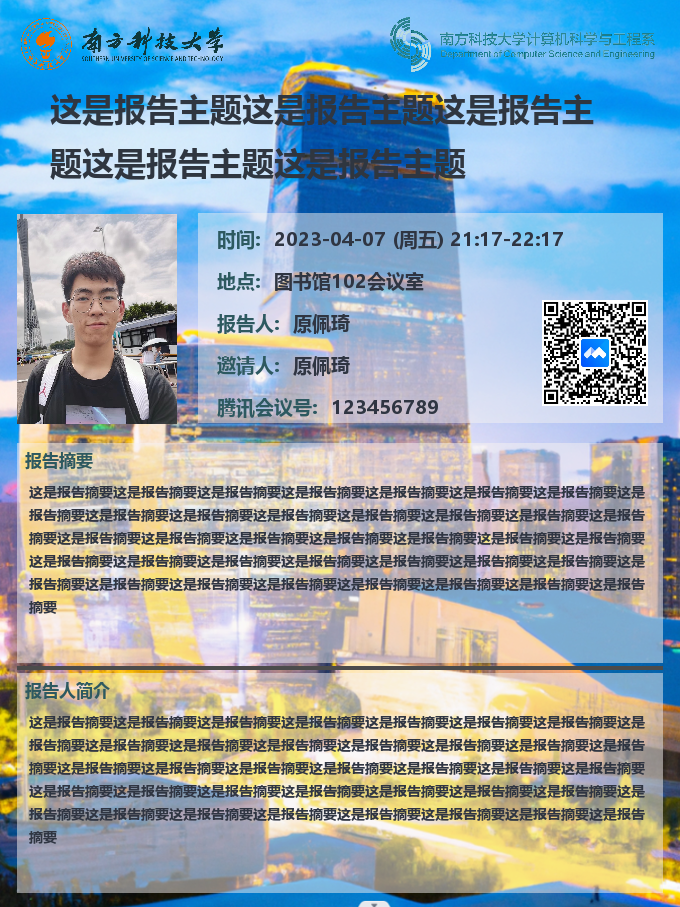 南方科技大学
SOUTHERN UNIVERSITY OF SCIENCE AND TECHNOLOGY
南方科技大学计算机科学与工程系
Department of Computer Science and Engineering
这是报告主题这是报告主题这是报告主
题这是报告主题这是报告主题
时间: 2023-04-07 (周五) 21:17-22:17
地点: 图书馆102会议室
报告人: 原佩琦
邀请人: 原佩琦
腾讯会议号: 123456789
报告摘要
这是报告摘要这是报告摘要这是报告摘要这是报告摘要这是报告摘要这是报告摘要这是报告摘要这是
报告摘要这是报告摘要这是报告摘要这是报告摘要这是报告摘要这是报告摘要这是报告摘要这是报告
摘要这是报告摘要这是报告摘要这是报告摘要这是报告摘要这是报告摘要这是报告摘要这是报告摘要
这是报告摘要这是报告摘要这是报告摘要这是报告摘要这是报告摘要这是报告摘要这是报告摘要这是
报告摘要这是报告摘要这是报告摘要这是报告摘要这是报告摘要这是报告摘要这是报告摘要这是报告
摘要
报告人简介
这是报告摘要这是报告摘要这是报告摘要这是报告摘要这是报告摘要这是报告摘要这是报告摘要这是
报告摘要这是报告摘要这是报告摘要这是报告摘要这是报告摘要这是报告摘要这是报告摘要这是报告
摘要这是报告摘要这是报告摘要这是报告摘要这是报告摘要这是报告摘要这是报告摘要这是报告摘要
这是报告摘要这是报告摘要这是报告摘要这是报告摘要这是报告摘要这是报告摘要这是报告摘要这是
报告摘要这是报告摘要这是报告摘要这是报告摘要这是报告摘要这是报告摘要这是报告摘要这是报告
摘要